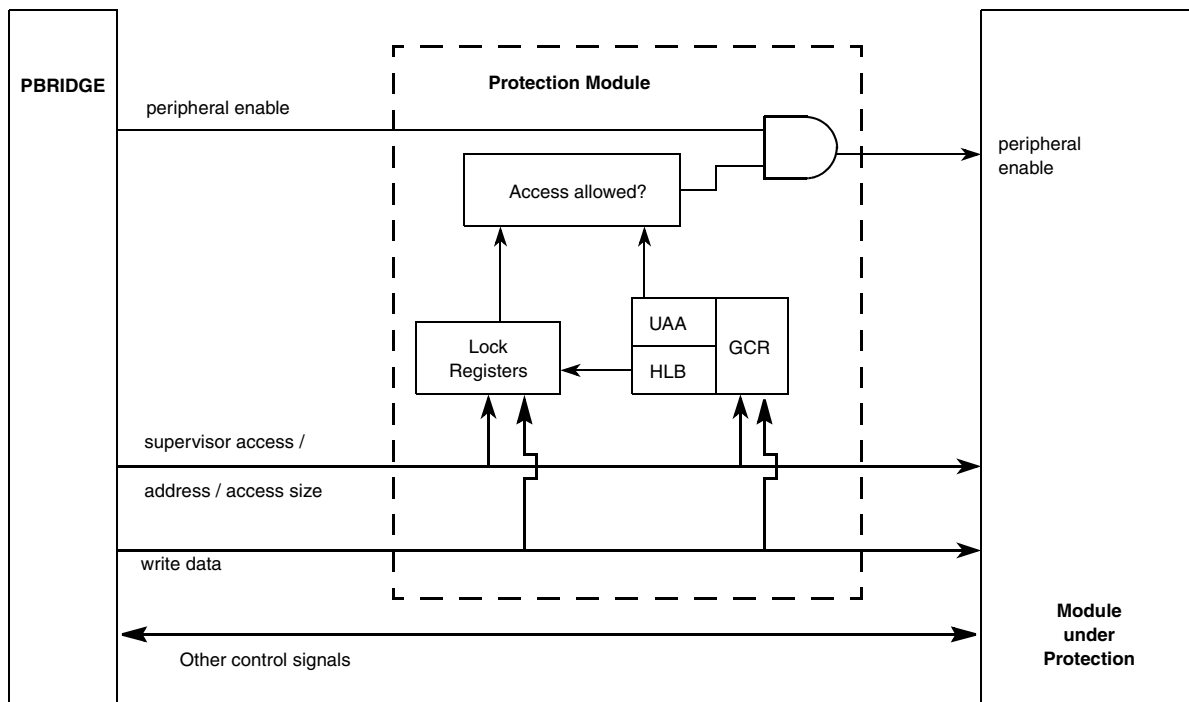 PBRIDGE
Protection Module
peripheral enable
peripheral
enable
Access allowed?
UAA
GCR
HLB
Lock
Registers
supervisor access /
address / access size
write data
Other control signals
Module
under
Protection